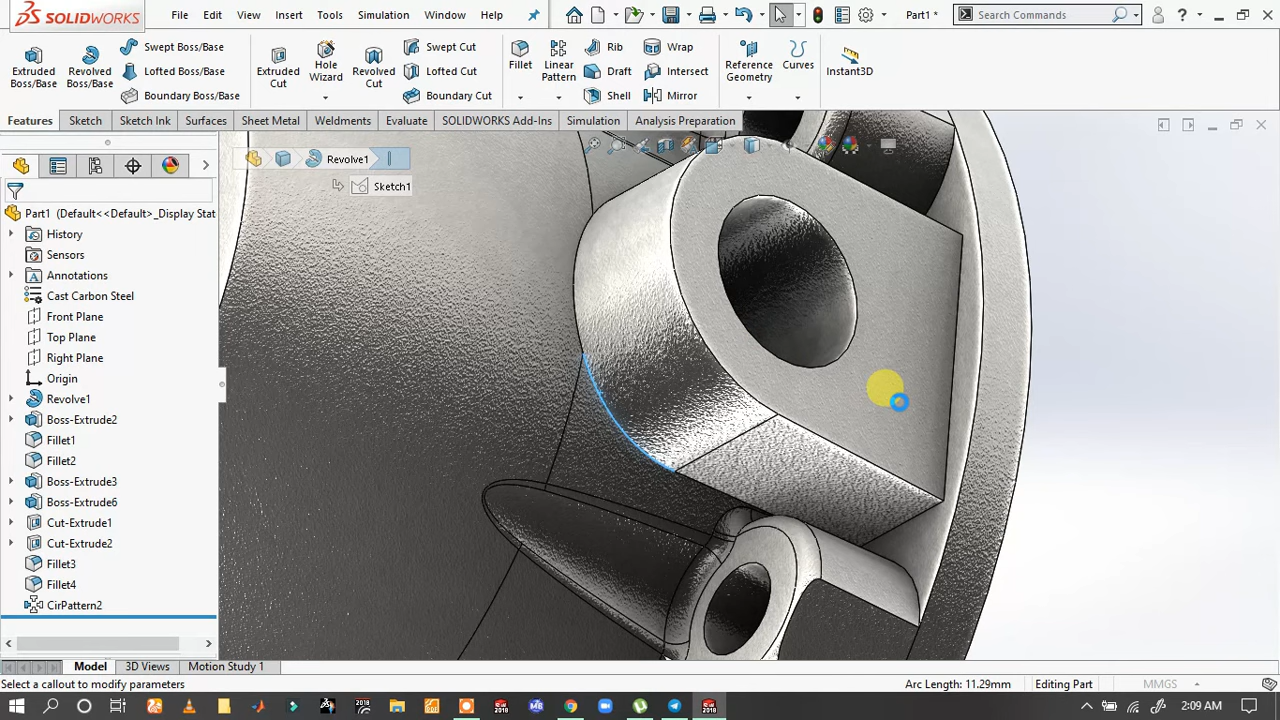 SOLIDWORKS File Edit View Insert Tools Simulation Window Help Part1 * Search Commands ?
Extruded Boss/Base Revolved Boss/Base Swept Boss/Base Lofted Boss/Base Boundary Boss/Base Extruded Cut Hole Wizard Revolved Cut Swept Cut Lofted Cut Boundary Cut Fillet Linear Pattern Rib Draft Shell Wrap Intersect Mirror Reference Geometry Curves Instant3D
Features Sketch Sketch Ink Surfaces Sheet Metal Weldments Evaluate SOLIDWORKS Add-Ins Simulation Analysis Preparation
Revolve1
Sketch1
Part1 (Default<<Default>_Display Stat
History
Sensors
Annotations
Cast Carbon Steel
Front Plane
Top Plane
Right Plane
Origin
Revolve1
Boss-Extrude2
Fillet1
Fillet2
Boss-Extrude3
Boss-Extrude6
Cut-Extrude1
Cut-Extrude2
Fillet3
Fillet4
CirPattern2
Model 3D Views Motion Study 1
Select a callout to modify parameters Arc Length: 11.29mm Editing Part MMGS
2:09 AM